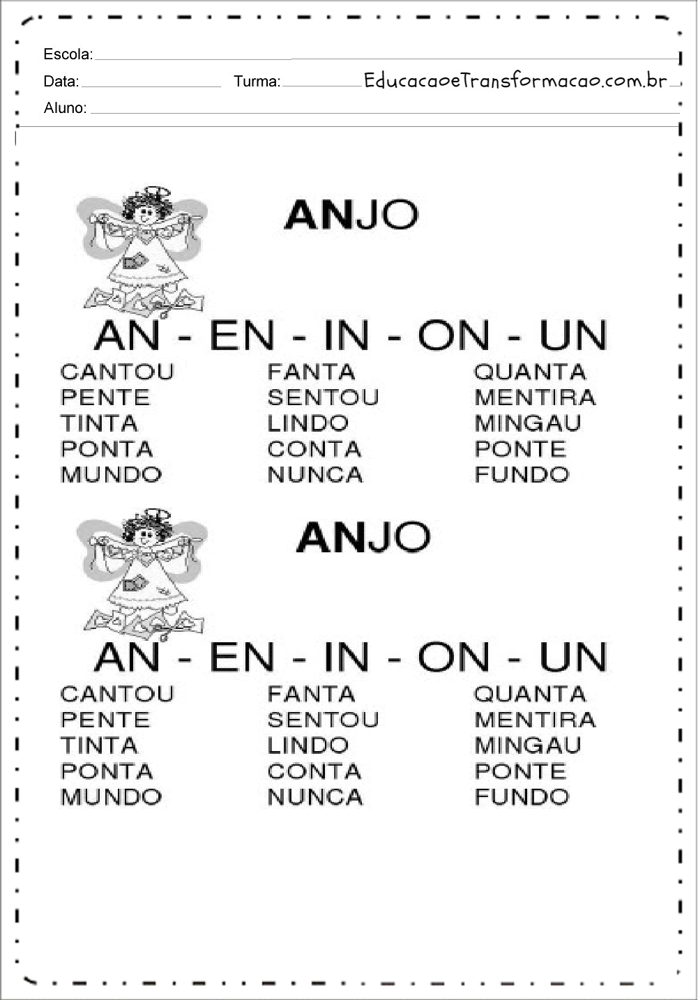 Escola:
Data: Turma: EducacaoeTransformacao.com.br
Aluno:
ANJO
AN - EN - IN - ON - UN
CANTOU FANTA QUANTA
PENTE SENTOU MENTIRA
TINTA LINDO MINGAU
PONTA CONTA PONTE
MUNDO NUNCA FUNDO
ANJO
AN - EN - IN - ON - UN
CANTOU FANTA QUANTA
PENTE SENTOU MENTIRA
TINTA LINDO MINGAU
PONTA CONTA PONTE
MUNDO NUNCA FUNDO